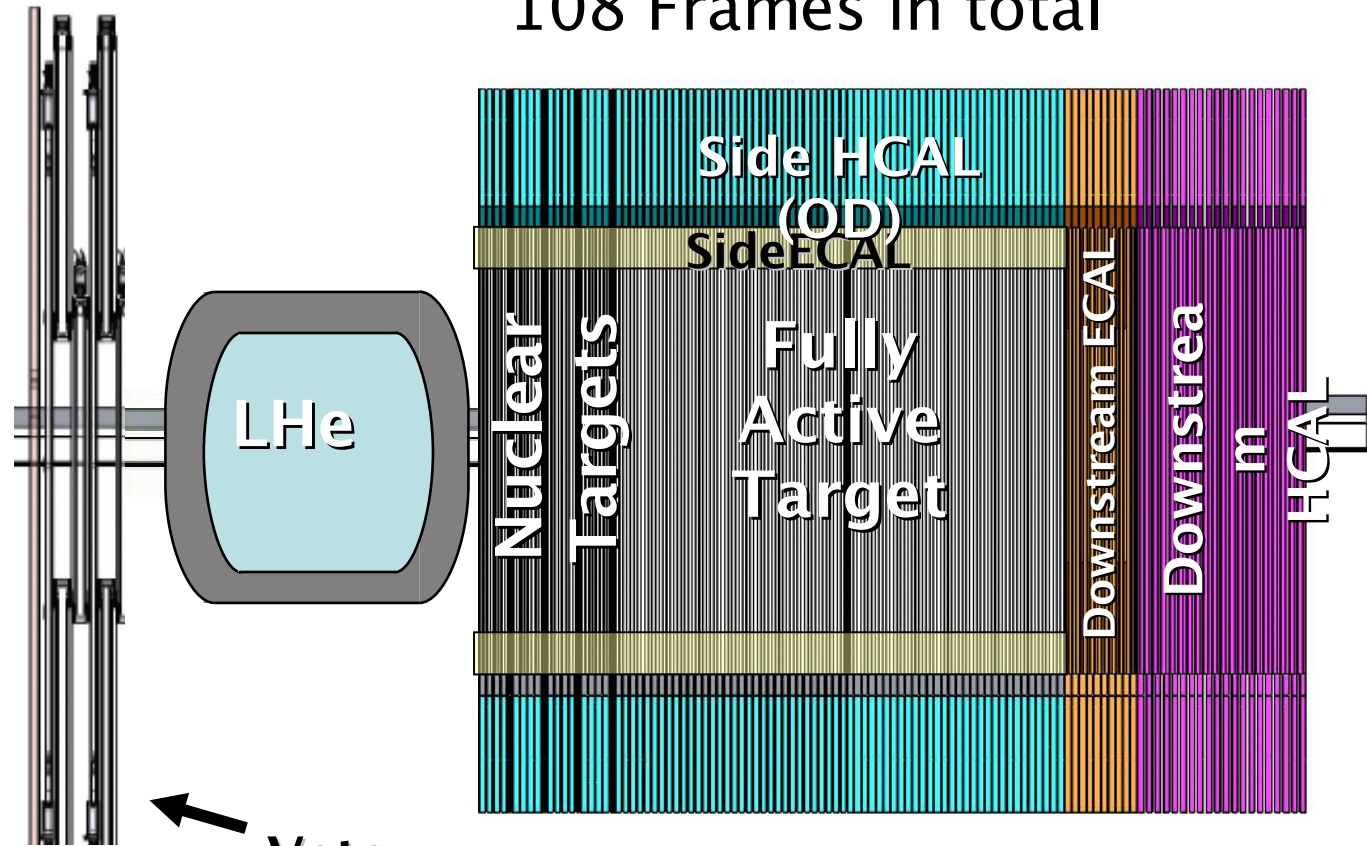 108 Frames in total
Side HCAL
(OD)
SideECAL
LHe
Nuclear
Targets
Fully
Active
Target
Downstream ECAL
Downstrea
m
HCAL